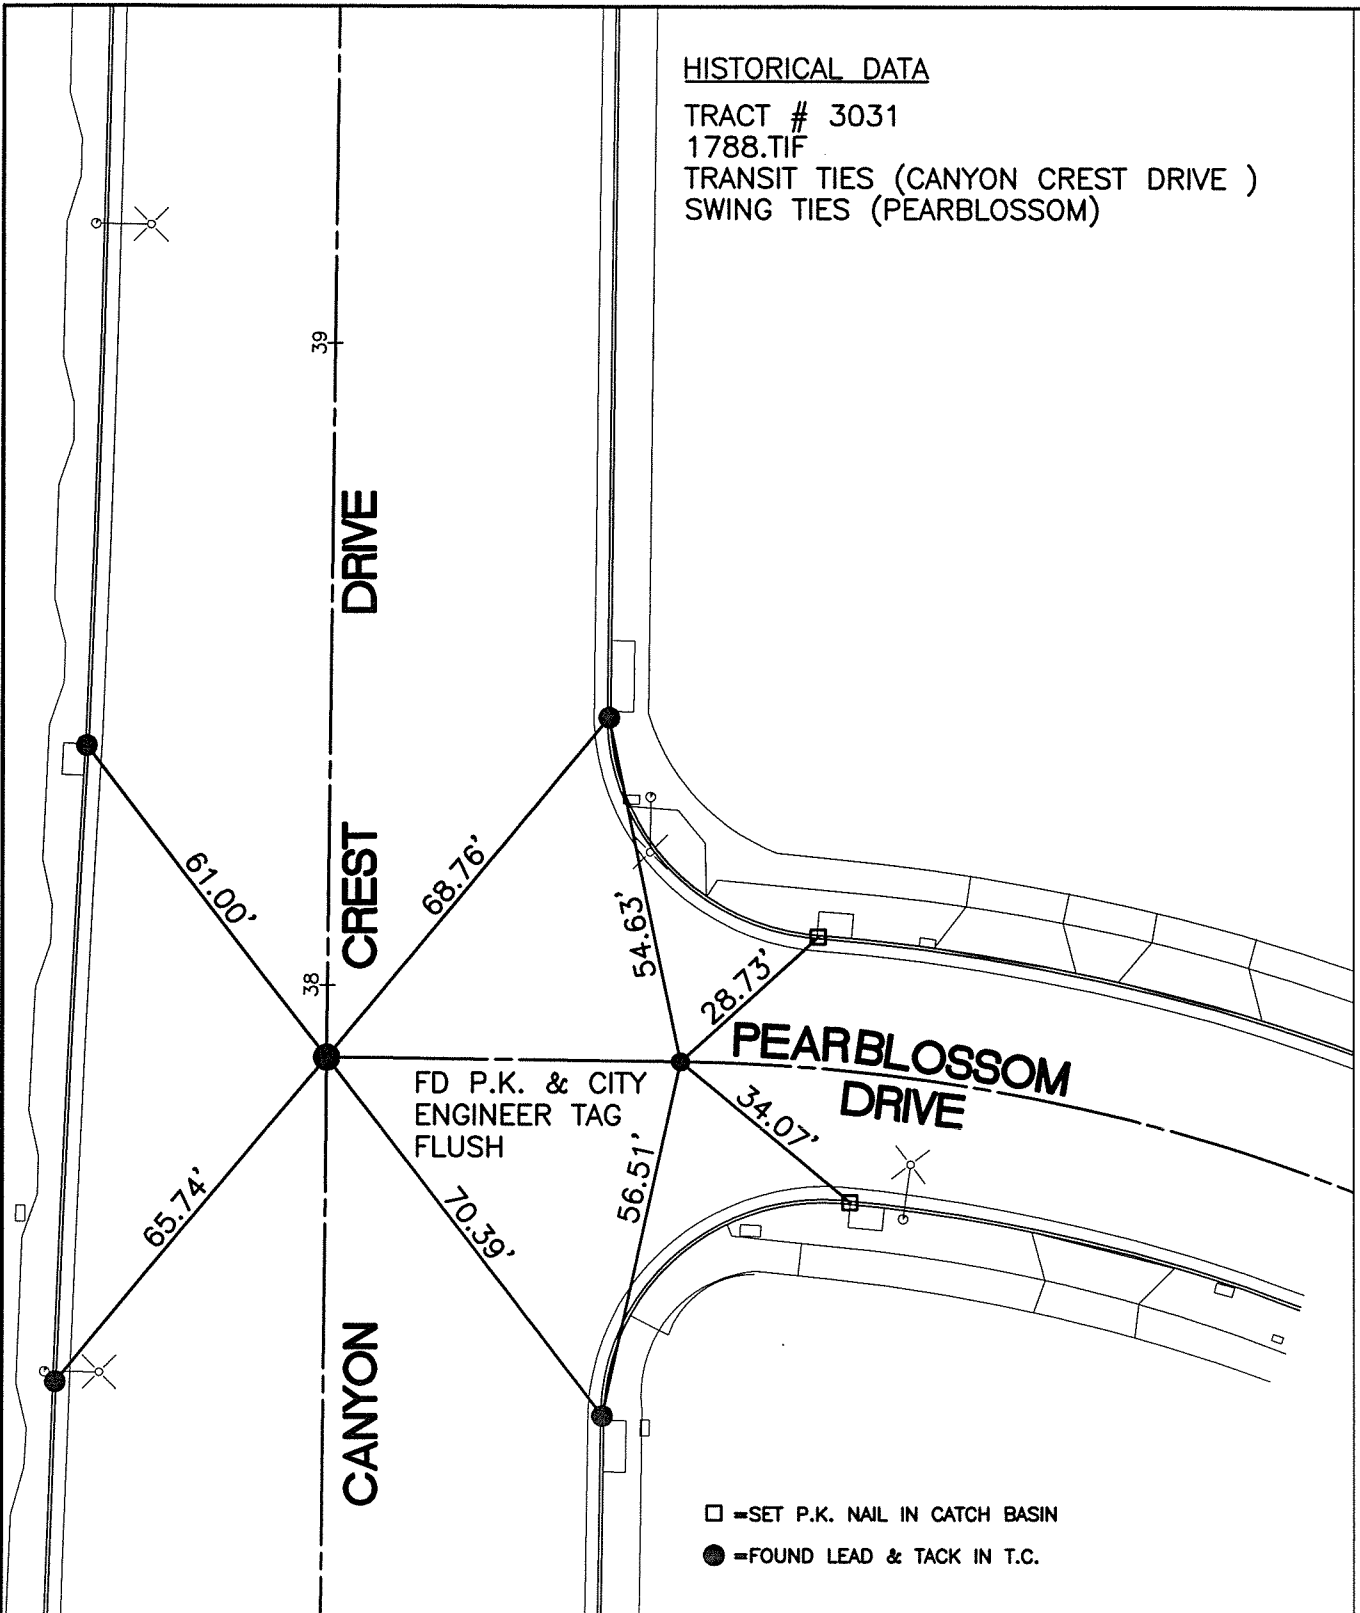 HISTORICAL DATA
TRACT # 3031
1788.TIF
TRANSIT TIES (CANYON CREST DRIVE )
SWING TIES (PEARBLOSSOM)
39
DRIVE
CREST
61.00'
68.76'
54.63'
28.73'
38
PEARBLOSSOM
DRIVE
FD P.K. & CITY
ENGINEER TAG
FLUSH
34.07'
65.74'
70.39'
56.51'
CANYON
□ =SET P.K. NAIL IN CATCH BASIN
● =FOUND LEAD & TACK IN T.C.